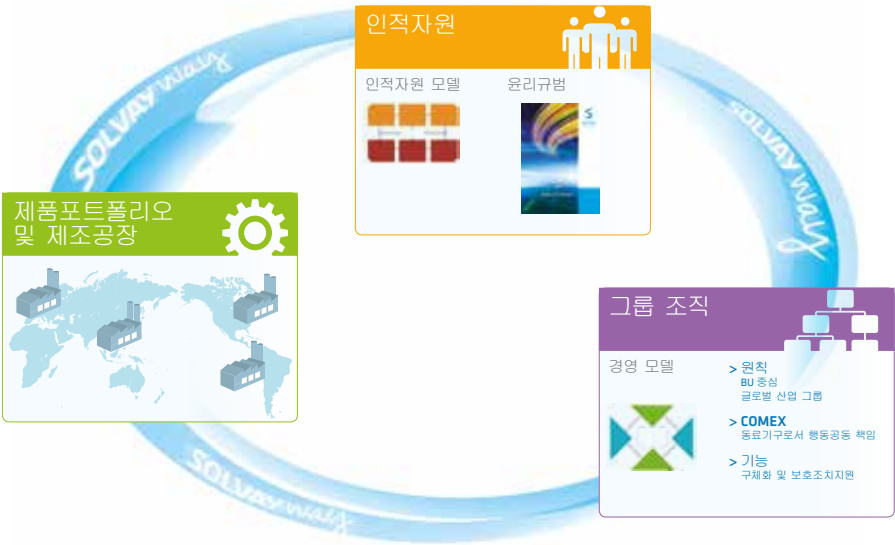 인적자원
인적자원 모델
윤리규범
SOLVAY way
SOLVAY way
제품포트폴리오
및 제조공장
그룹 조직
경영 모델
> 원칙
BU 중심
글로벌 산업 그룹
> COMEX
동료기구로서 행동공동 책임
> 기능
구체화 및 보호조치지원
SOLVAY way